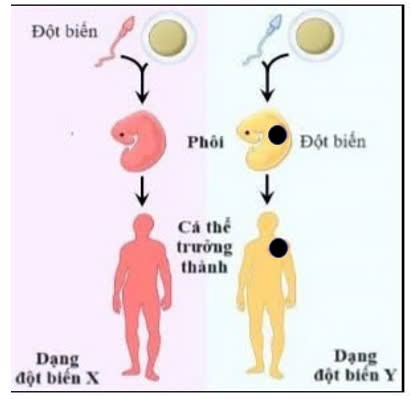 Đột biến
Phôi
Đột biến
Cá thể
trưởng
thành
Dạng
đột biến X
Dạng
đột biến Y